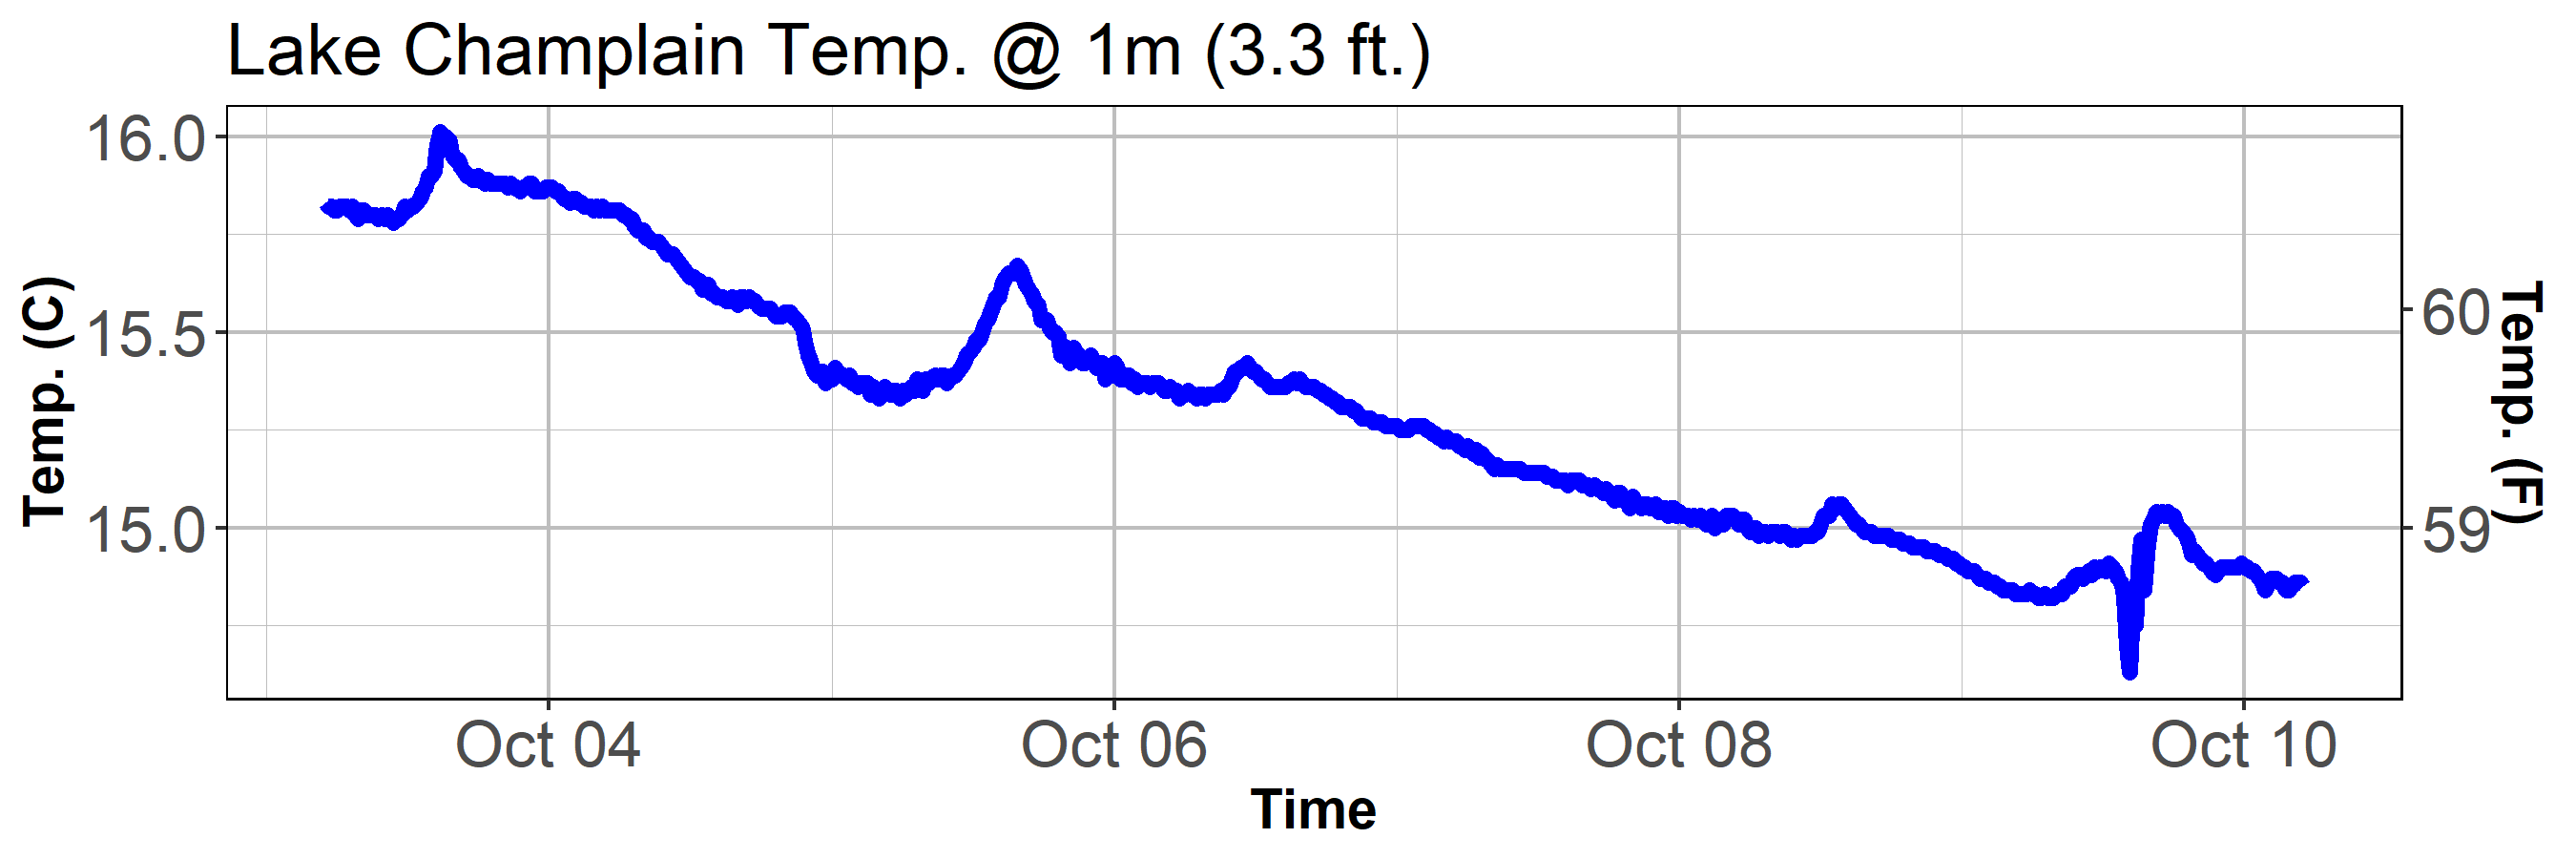 Lake Champlain Temp. @ 1m (3.3 ft.)
16.0
15.5
15.0
Temp. (C)
60
59
Temp. (F)
Oct 04 Oct 06 Oct 08 Oct 10
Time